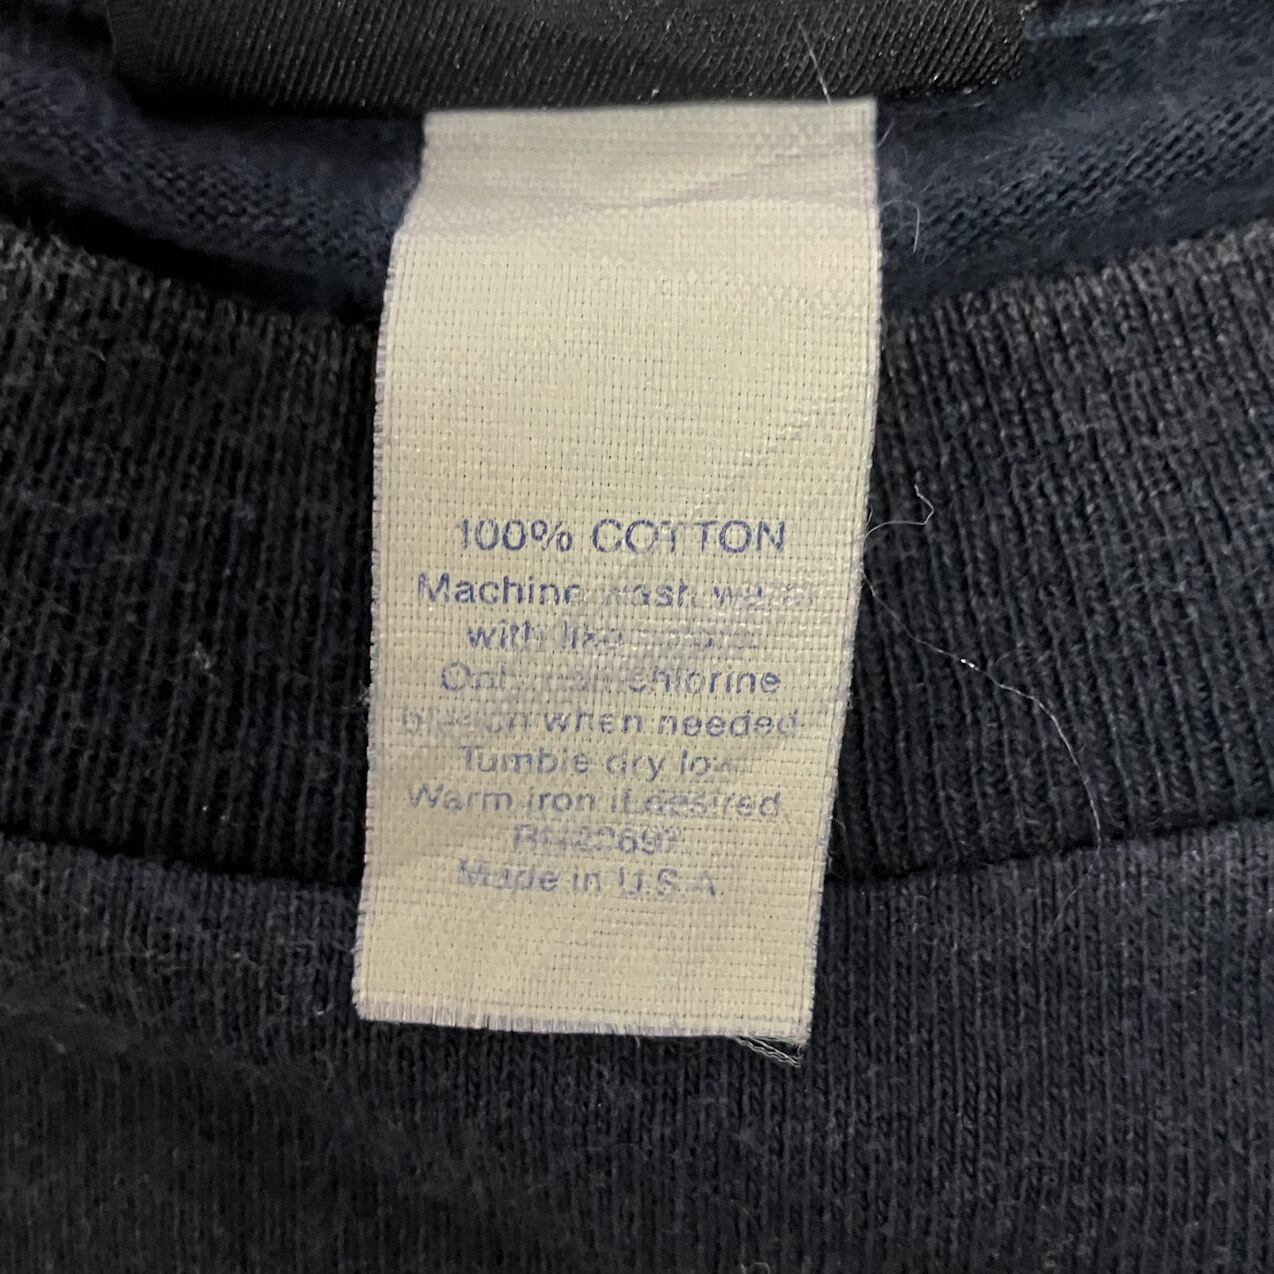 100% COTTON
Machine wash water
with like colors
Only non-chlorine
bleach when needed
Tumble dry low
Warm iron if desired
Made in U.S.A.